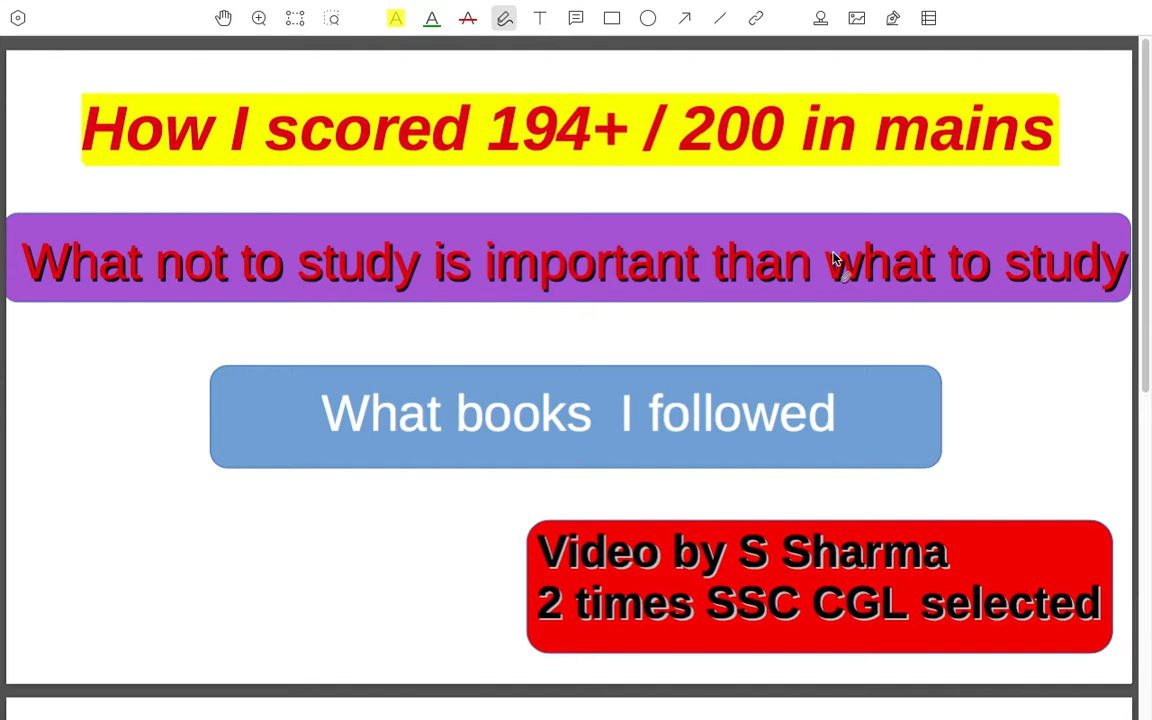 A A A T
How I scored 194+ / 200 in mains
What not to study is important than what to study
What books I followed
Video by S Sharma
2 times SSC CGL selected